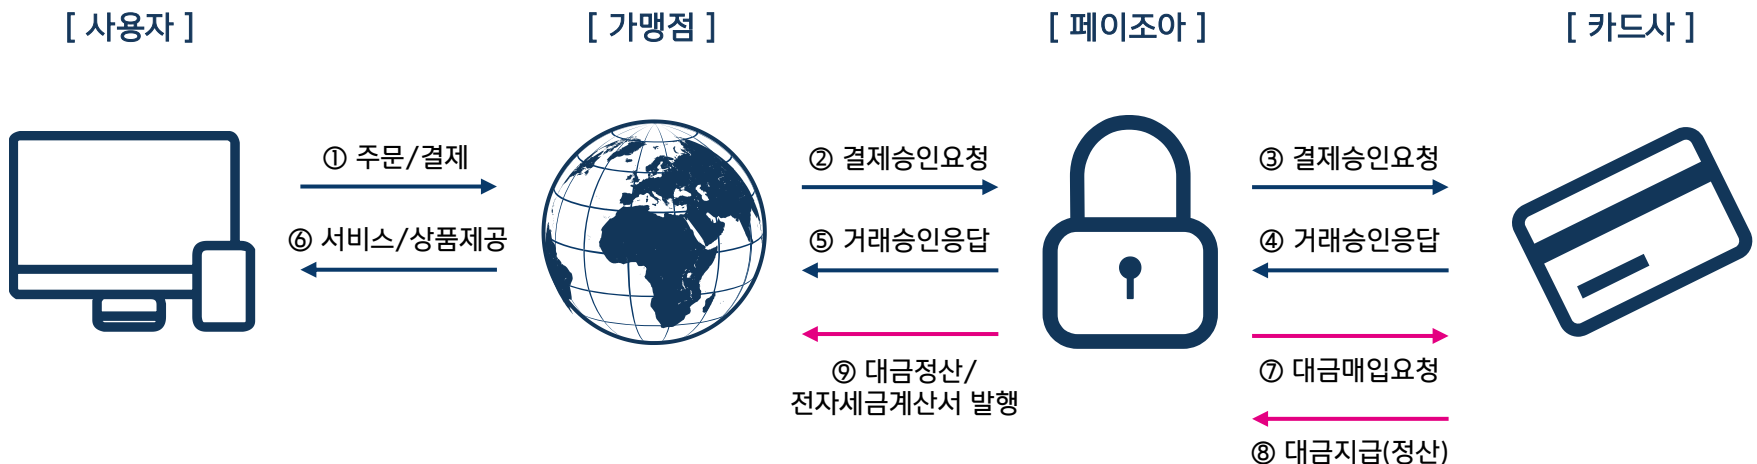 [ 사용자 ]
[ 가맹점 ]
[ 페이조아 ]
[ 카드사 ]
① 주문/결제
② 결제승인요청
③ 결제승인요청
⑥ 서비스/상품제공
⑤ 거래승인응답
④ 거래승인응답
⑨ 대금정산/
전자세금계산서 발행
⑦ 대금매입요청
⑧ 대금지급(정산)